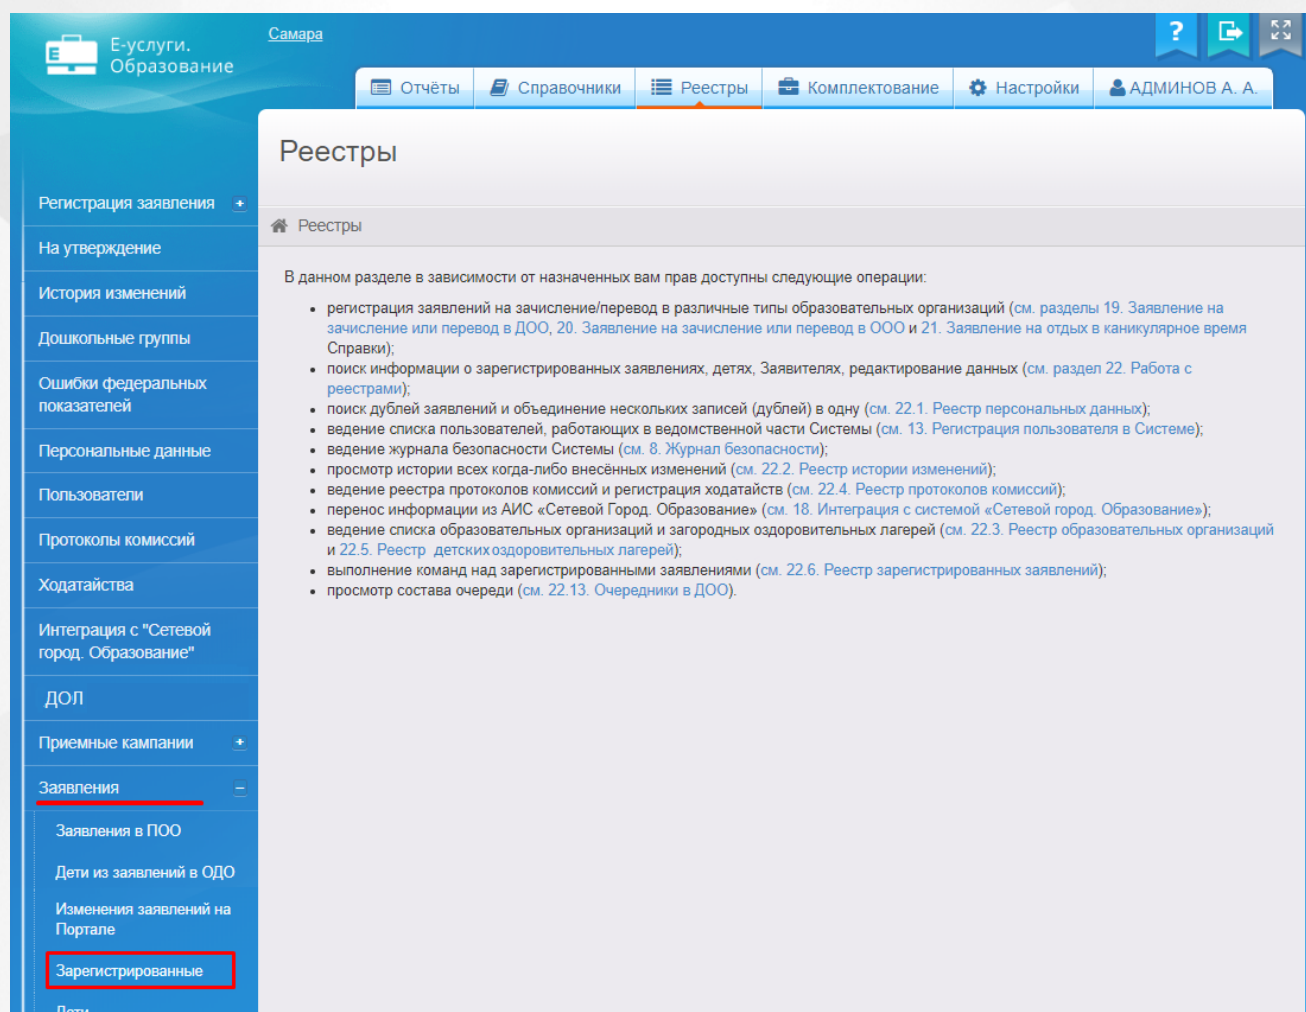 Е-услуги.
Образование
Самара
?
Отчёты Справочники Реестры Комплектование Настройки АДМИНОВ А. А.
Реестры
Регистрация заявления
На утверждение
История изменений
Дошкольные группы
Ошибки федеральных
показателей
Персональные данные
Пользователи
Протоколы комиссий
Ходатайства
Интеграция с "Сетевой
город. Образование"
ДОЛ
Приемные кампании
Заявления
Заявления в ПОО
Дети из заявлений в ОДО
Изменения заявлений на
Портале
Зарегистрированные
Дети
Реестры
В данном разделе в зависимости от назначенных вам прав доступны следующие операции:
• регистрация заявлений на зачисление/перевод в различные типы образовательных организаций (см. разделы 19. Заявление на
зачисление или перевод в ДОО, 20. Заявление на зачисление или перевод в ООО и 21. Заявление на отдых в каникулярное время
Справки);
• поиск информации о зарегистрированных заявлениях, детях, Заявителях, редактирование данных (см. раздел 22. Работа с
реестрами);
• поиск дублей заявлений и объединение нескольких записей (дублей) в одну (см. 22.1. Реестр персональных данных);
• ведение списка пользователей, работающих в ведомственной части Системы (см. 13. Регистрация пользователя в Системе);
• ведение журнала безопасности Системы (см. 8. Журнал безопасности);
• просмотр истории всех когда-либо внесённых изменений (см. 22.2. Реестр истории изменений);
• ведение реестра протоколов комиссий и регистрация ходатайств (см. 22.4. Реестр протоколов комиссий);
• перенос информации из АИС «Сетевой Город. Образование» (см. 18. Интеграция с системой «Сетевой город. Образование»);
• ведение списка образовательных организаций и загородных оздоровительных лагерей (см. 22.3. Реестр образовательных организаций
и 22.5. Реестр детских оздоровительных лагерей);
• выполнение команд над зарегистрированными заявлениями (см. 22.6. Реестр зарегистрированных заявлений);
• просмотр состава очереди (см. 22.13. Очередники в ДОО).